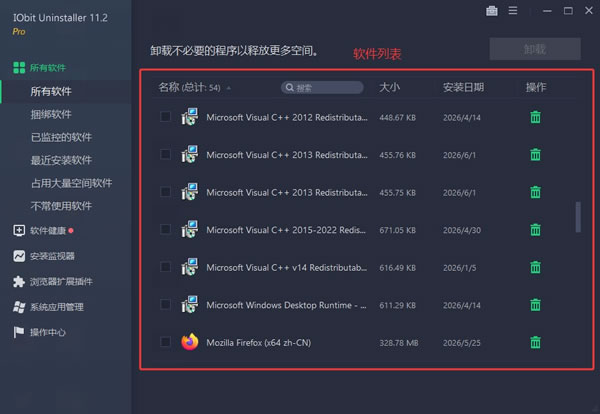 IObit Uninstaller 11.2
Pro
所有软件
所有软件
捆绑软件
已监控的软件
最近安装软件
占用大量空间软件
不常使用软件
软件健康
安装监视器
浏览器扩展插件
系统应用管理
操作中心
卸载不必要的程序以释放更多空间。
软件列表
卸载
名称 (总计: 54) 搜索 大小 安装日期 操作
Microsoft Visual C++ 2012 Redistributa... 448.67 KB 2026/4/14
Microsoft Visual C++ 2013 Redistributa... 455.76 KB 2026/6/1
Microsoft Visual C++ 2013 Redistributa... 455.75 KB 2026/6/1
Microsoft Visual C++ 2015-2022 Redis... 671.05 KB 2026/4/30
Microsoft Visual C++ v14 Redistributab... 616.49 KB 2026/1/5
Microsoft Windows Desktop Runtime - ... 611.29 KB 2026/4/14
Mozilla Firefox (x64 zh-CN) 328.78 MB 2026/5/25